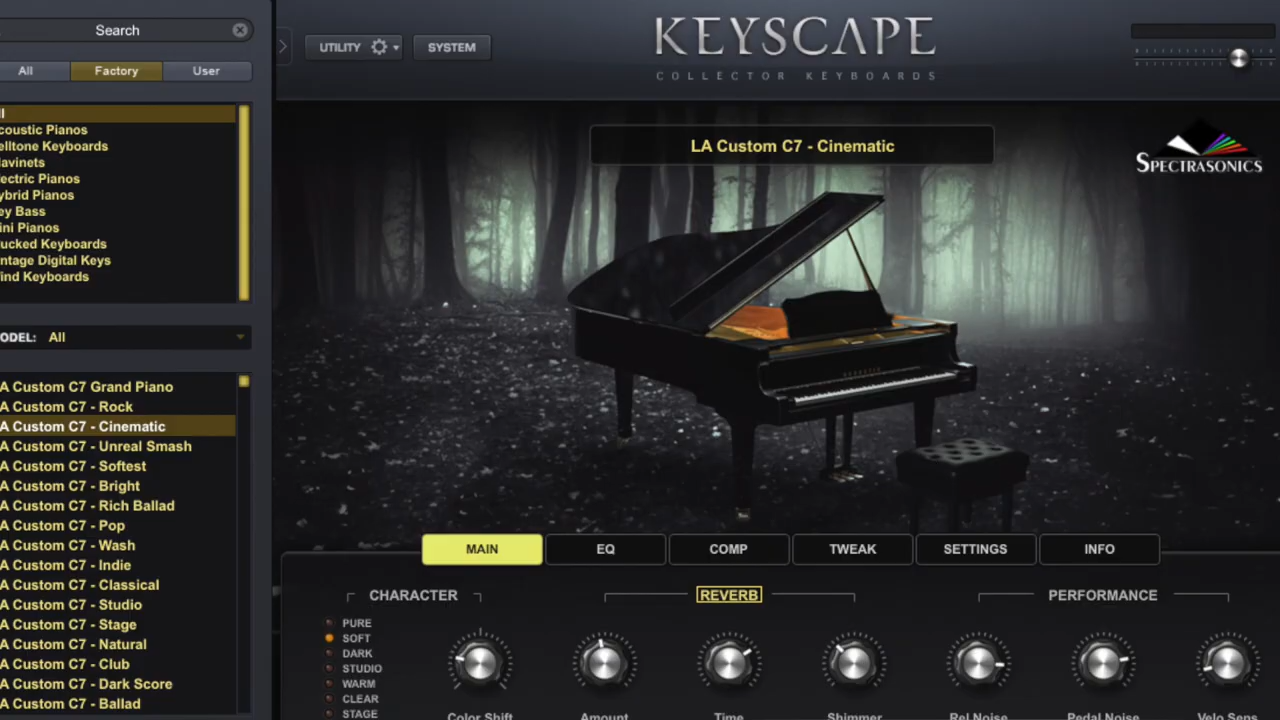 Search
All
Factory
User
ll
coustic Pianos
elltone Keyboards
lavinets
ectric Pianos
ybrid Pianos
ey Bass
ini Pianos
ucked Keyboards
ntage Digital Keys
ind Keyboards
ODEL: All
A Custom C7 Grand Piano
A Custom C7 - Rock
A Custom C7 - Cinematic
A Custom C7 - Unreal Smash
A Custom C7 - Softest
A Custom C7 - Bright
A Custom C7 - Rich Ballad
A Custom C7 - Pop
A Custom C7 - Wash
A Custom C7 - Indie
A Custom C7 - Classical
A Custom C7 - Studio
A Custom C7 - Stage
A Custom C7 - Natural
A Custom C7 - Club
A Custom C7 - Dark Score
A Custom C7 - Ballad
UTILITY
SYSTEM
KEYSCAPE
COLLECTOR KEYBOARDS
LA Custom C7 - Cinematic
SPECTRASONICS
MAIN
EQ
COMP
TWEAK
SETTINGS
INFO
CHARACTER
REVERB
PERFORMANCE
PURE
SOFT
DARK
STUDIO
WARM
CLEAR
STAGE
Color Shift
Amount
Time
Shimmer
Rel Noise
Pedal Noise
Velo Sens